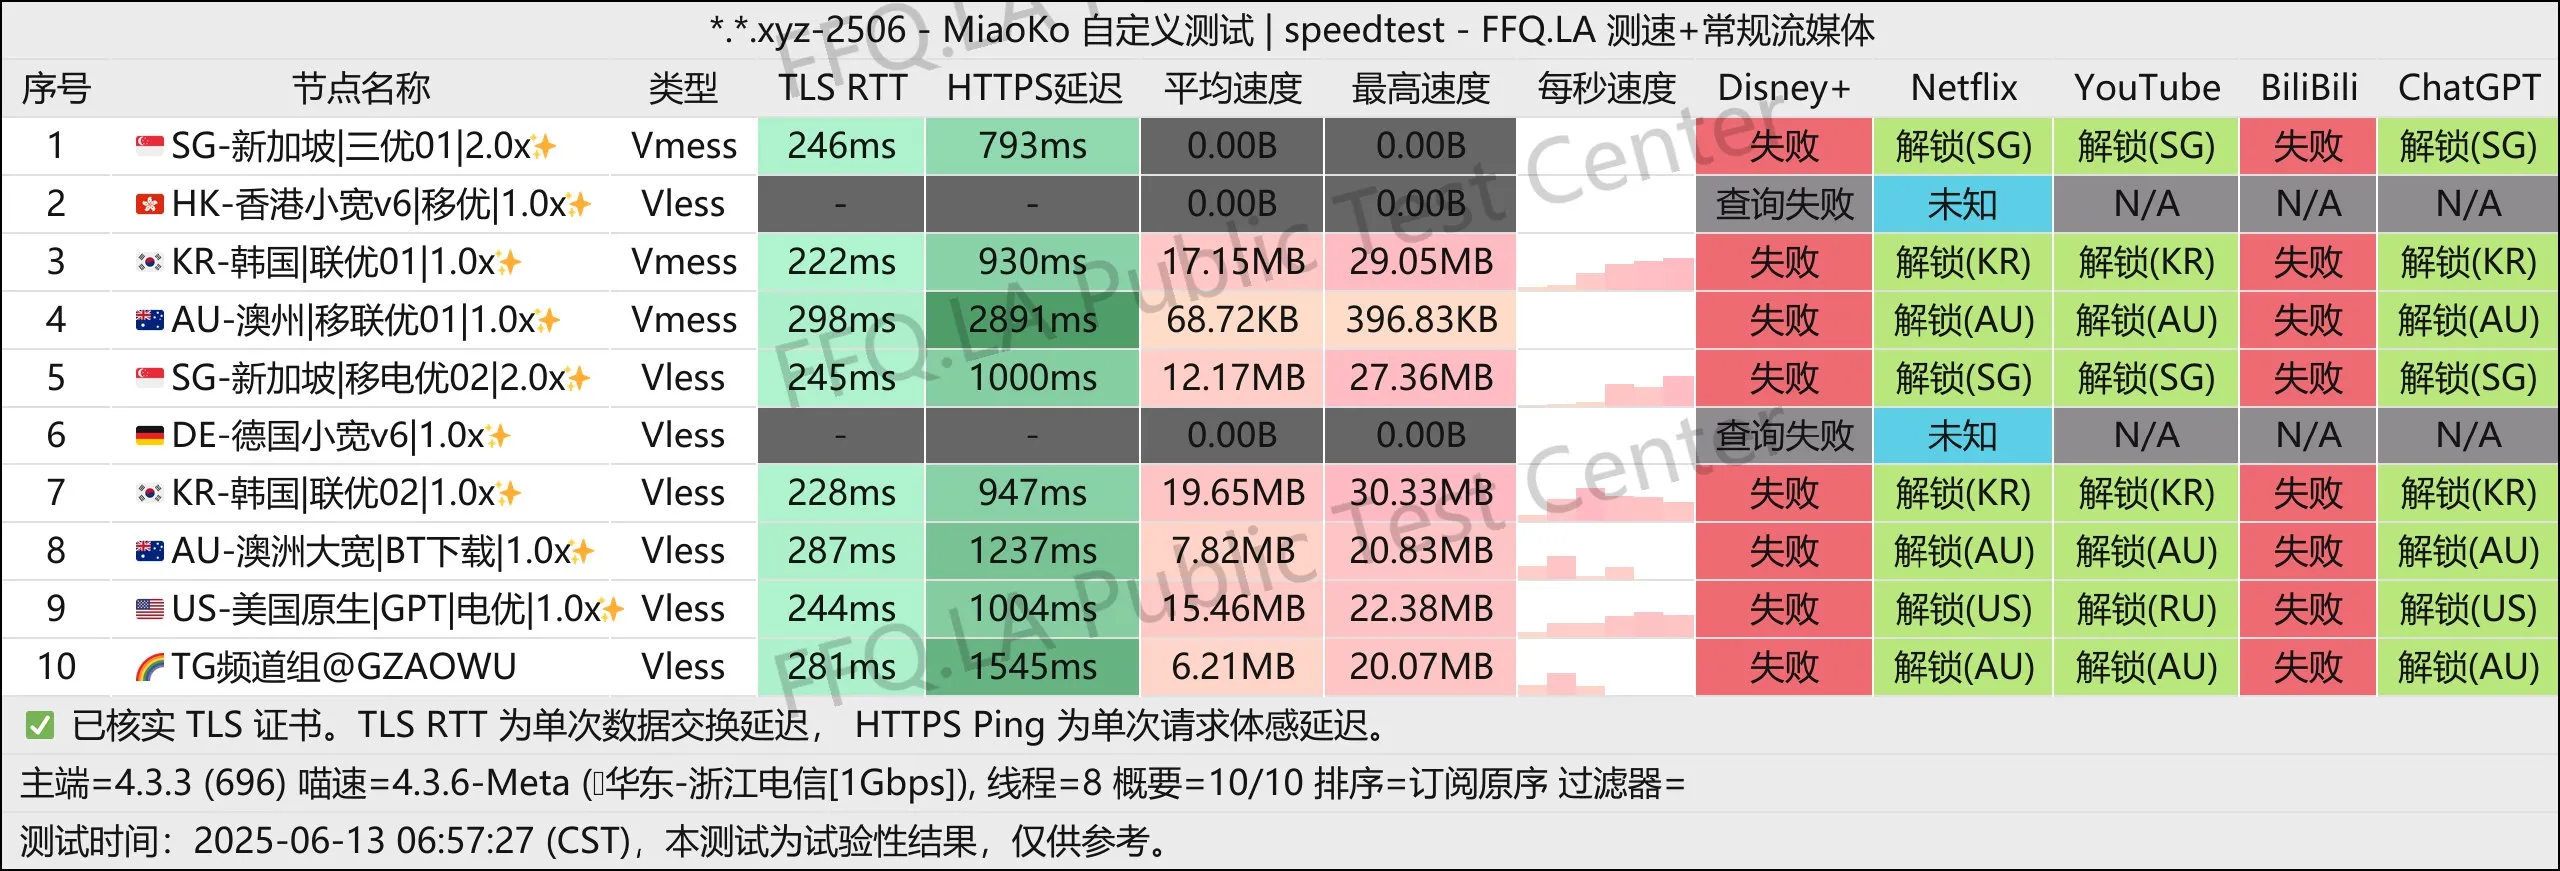 *.*.xyz-2506 - MiaoKo 自定义测试 | speedtest - FFQ.LA 测速+常规流媒体
序号 节点名称 类型 TLS RTT HTTPS延迟 平均速度 最高速度 每秒速度 Disney+ Netflix YouTube BiliBili ChatGPT
1 SG-新加坡|三优01|2.0x✨ Vmess 246ms 793ms 0.00B 0.00B 失败 解锁(SG) 解锁(SG) 失败 解锁(SG)
2 HK-香港小宽v6|移优|1.0x✨ Vless - - 0.00B 0.00B 查询失败 未知 N/A N/A N/A
3 KR-韩国|联优01|1.0x✨ Vmess 222ms 930ms 17.15MB 29.05MB 失败 解锁(KR) 解锁(KR) 失败 解锁(KR)
4 AU-澳州|移联优01|1.0x✨ Vmess 298ms 2891ms 68.72KB 396.83KB 失败 解锁(AU) 解锁(AU) 失败 解锁(AU)
5 SG-新加坡|移电优02|2.0x✨ Vless 245ms 1000ms 12.17MB 27.36MB 失败 解锁(SG) 解锁(SG) 失败 解锁(SG)
6 DE-德国小宽v6|1.0x✨ Vless - - 0.00B 0.00B 查询失败 未知 N/A N/A N/A
7 KR-韩国|联优02|1.0x✨ Vless 228ms 947ms 19.65MB 30.33MB 失败 解锁(KR) 解锁(KR) 失败 解锁(KR)
8 AU-澳洲大宽|BT下载|1.0x✨ Vless 287ms 1237ms 7.82MB 20.83MB 失败 解锁(AU) 解锁(AU) 失败 解锁(AU)
9 US-美国原生|GPT|电优|1.0x✨ Vless 244ms 1004ms 15.46MB 22.38MB 失败 解锁(US) 解锁(RU) 失败 解锁(US)
10 TG频道组@GZAOWU Vless 281ms 1545ms 6.21MB 20.07MB 失败 解锁(AU) 解锁(AU) 失败 解锁(AU)
✅ 已核实 TLS 证书。TLS RTT 为单次数据交换延迟， HTTPS Ping 为单次请求体感延迟。
主端=4.3.3 (696) 喵速=4.3.6-Meta (华东-浙江电信[1Gbps]), 线程=8 概要=10/10 排序=订阅原序 过滤器=
测试时间：2025-06-13 06:57:27 (CST)，本测试为试验性结果，仅供参考。
FFQ.LA Public Test Center
FFQ.LA Public Test Center